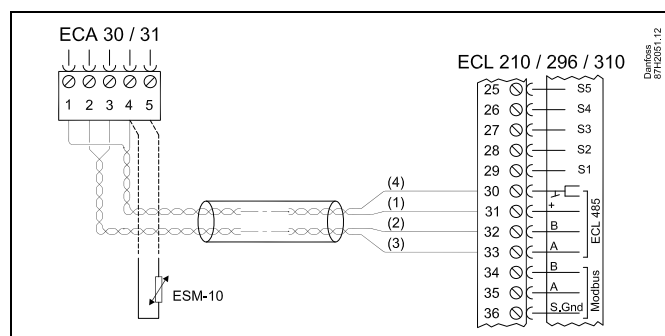 ECA 30 / 31
1 2 3 4 5
ESM-10
(4)
(1)
(2)
(3)
ECL 210 / 296 / 310
25 S5
26 S4
27 S3
28 S2
29 S1
30
31 +
32 B
33 A
ECL 485
34 B
35 A
36 S.Gnd
Modbus
Danfoss
87H2051.12